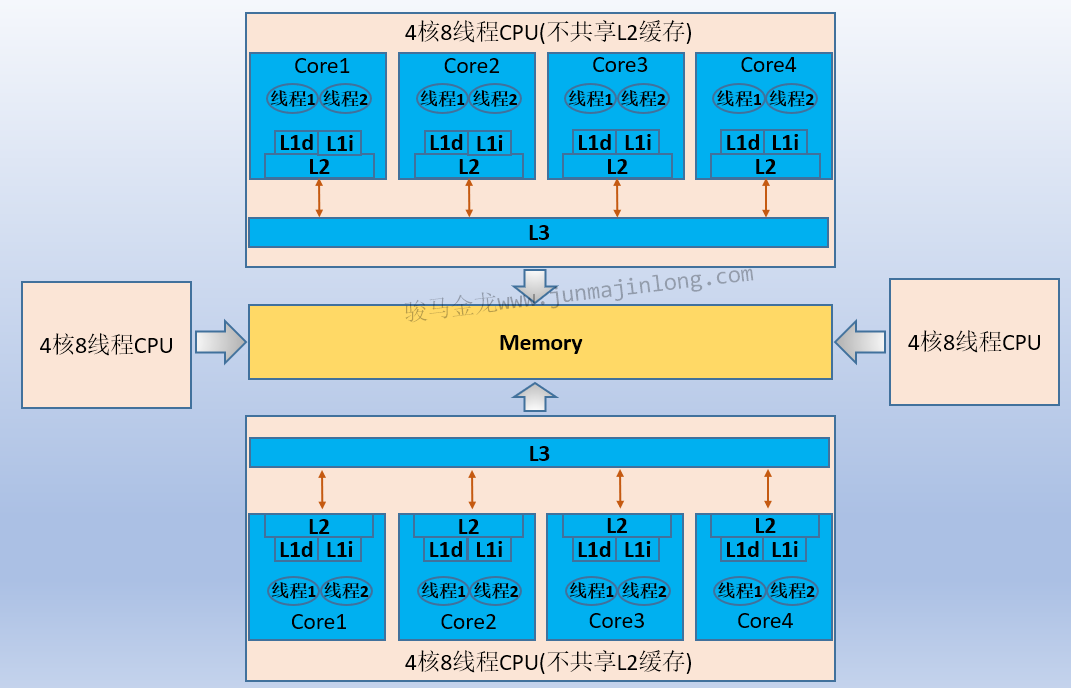 4核8线程CPU(不共享L2缓存)
Core1 Core2 Core3 Core4
线程1 线程2 线程1 线程2 线程1 线程2 线程1 线程2
L1d L1i L1d L1i L1d L1i L1d L1i
L2 L2 L2 L2
L3
骏马金龙www.junmajinlong.com
4核8线程CPU
Memory
4核8线程CPU
L3
L2 L2 L2 L2
L1d L1i L1d L1i L1d L1i L1d L1i
线程1 线程2 线程1 线程2 线程1 线程2 线程1 线程2
Core1 Core2 Core3 Core4
4核8线程CPU(不共享L2缓存)